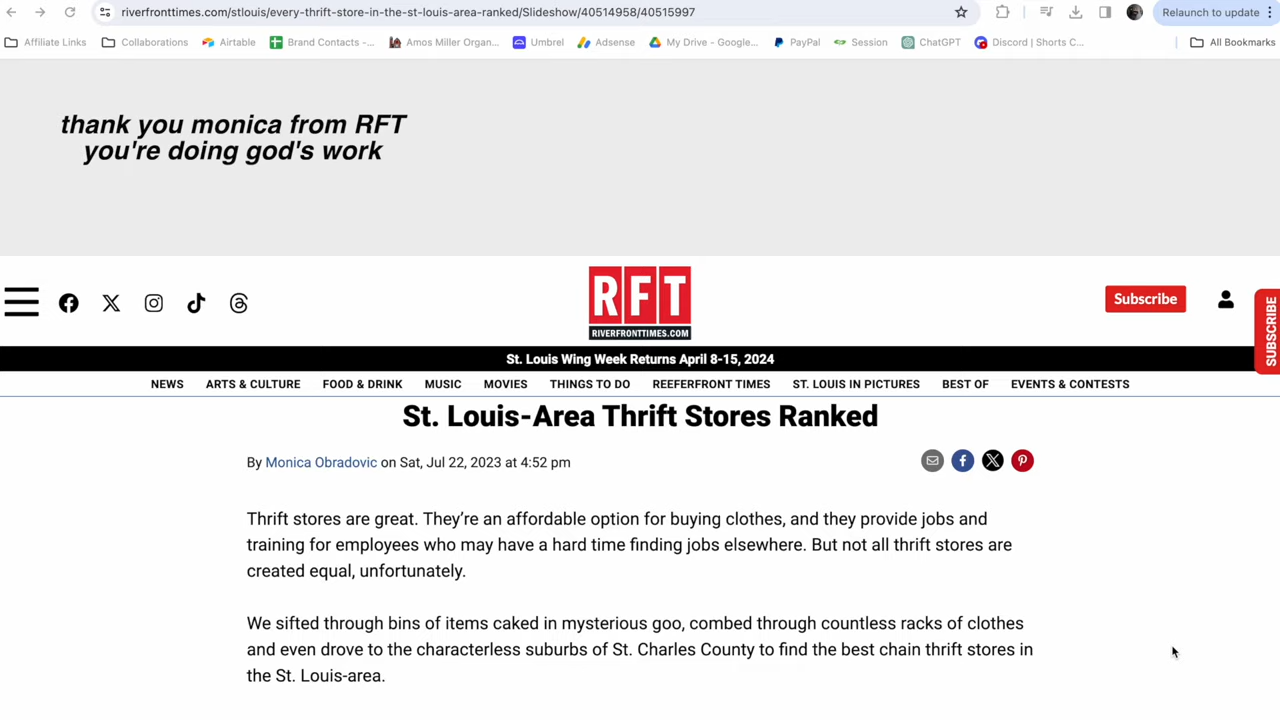 riverfronttimes.com/stlouis/every-thrift-store-in-the-st-louis-area-ranked/Slideshow/40514958/40515997
Relaunch to update
Affiliate Links
Collaborations
Airtable
Brand Contacts -...
Amos Miller Organ...
Umbrel
Adsense
My Drive – Google...
PayPal
Session
ChatGPT
Discord | Shorts C...
All Bookmarks
thank you monica from RFT
you're doing god's work
RFT
RIVERFRONTTIMES.COM
Subscribe
SUBSCRIBE
St. Louis Wing Week Returns April 8-15, 2024
NEWS ARTS & CULTURE FOOD & DRINK MUSIC MOVIES THINGS TO DO REEFERFRONT TIMES ST. LOUIS IN PICTURES BEST OF EVENTS & CONTESTS
St. Louis-Area Thrift Stores Ranked
By Monica Obradovic on Sat, Jul 22, 2023 at 4:52 pm
Thrift stores are great. They’re an affordable option for buying clothes, and they provide jobs and
training for employees who may have a hard time finding jobs elsewhere. But not all thrift stores are
created equal, unfortunately.
We sifted through bins of items caked in mysterious goo, combed through countless racks of clothes
and even drove to the characterless suburbs of St. Charles County to find the best chain thrift stores in
the St. Louis-area.